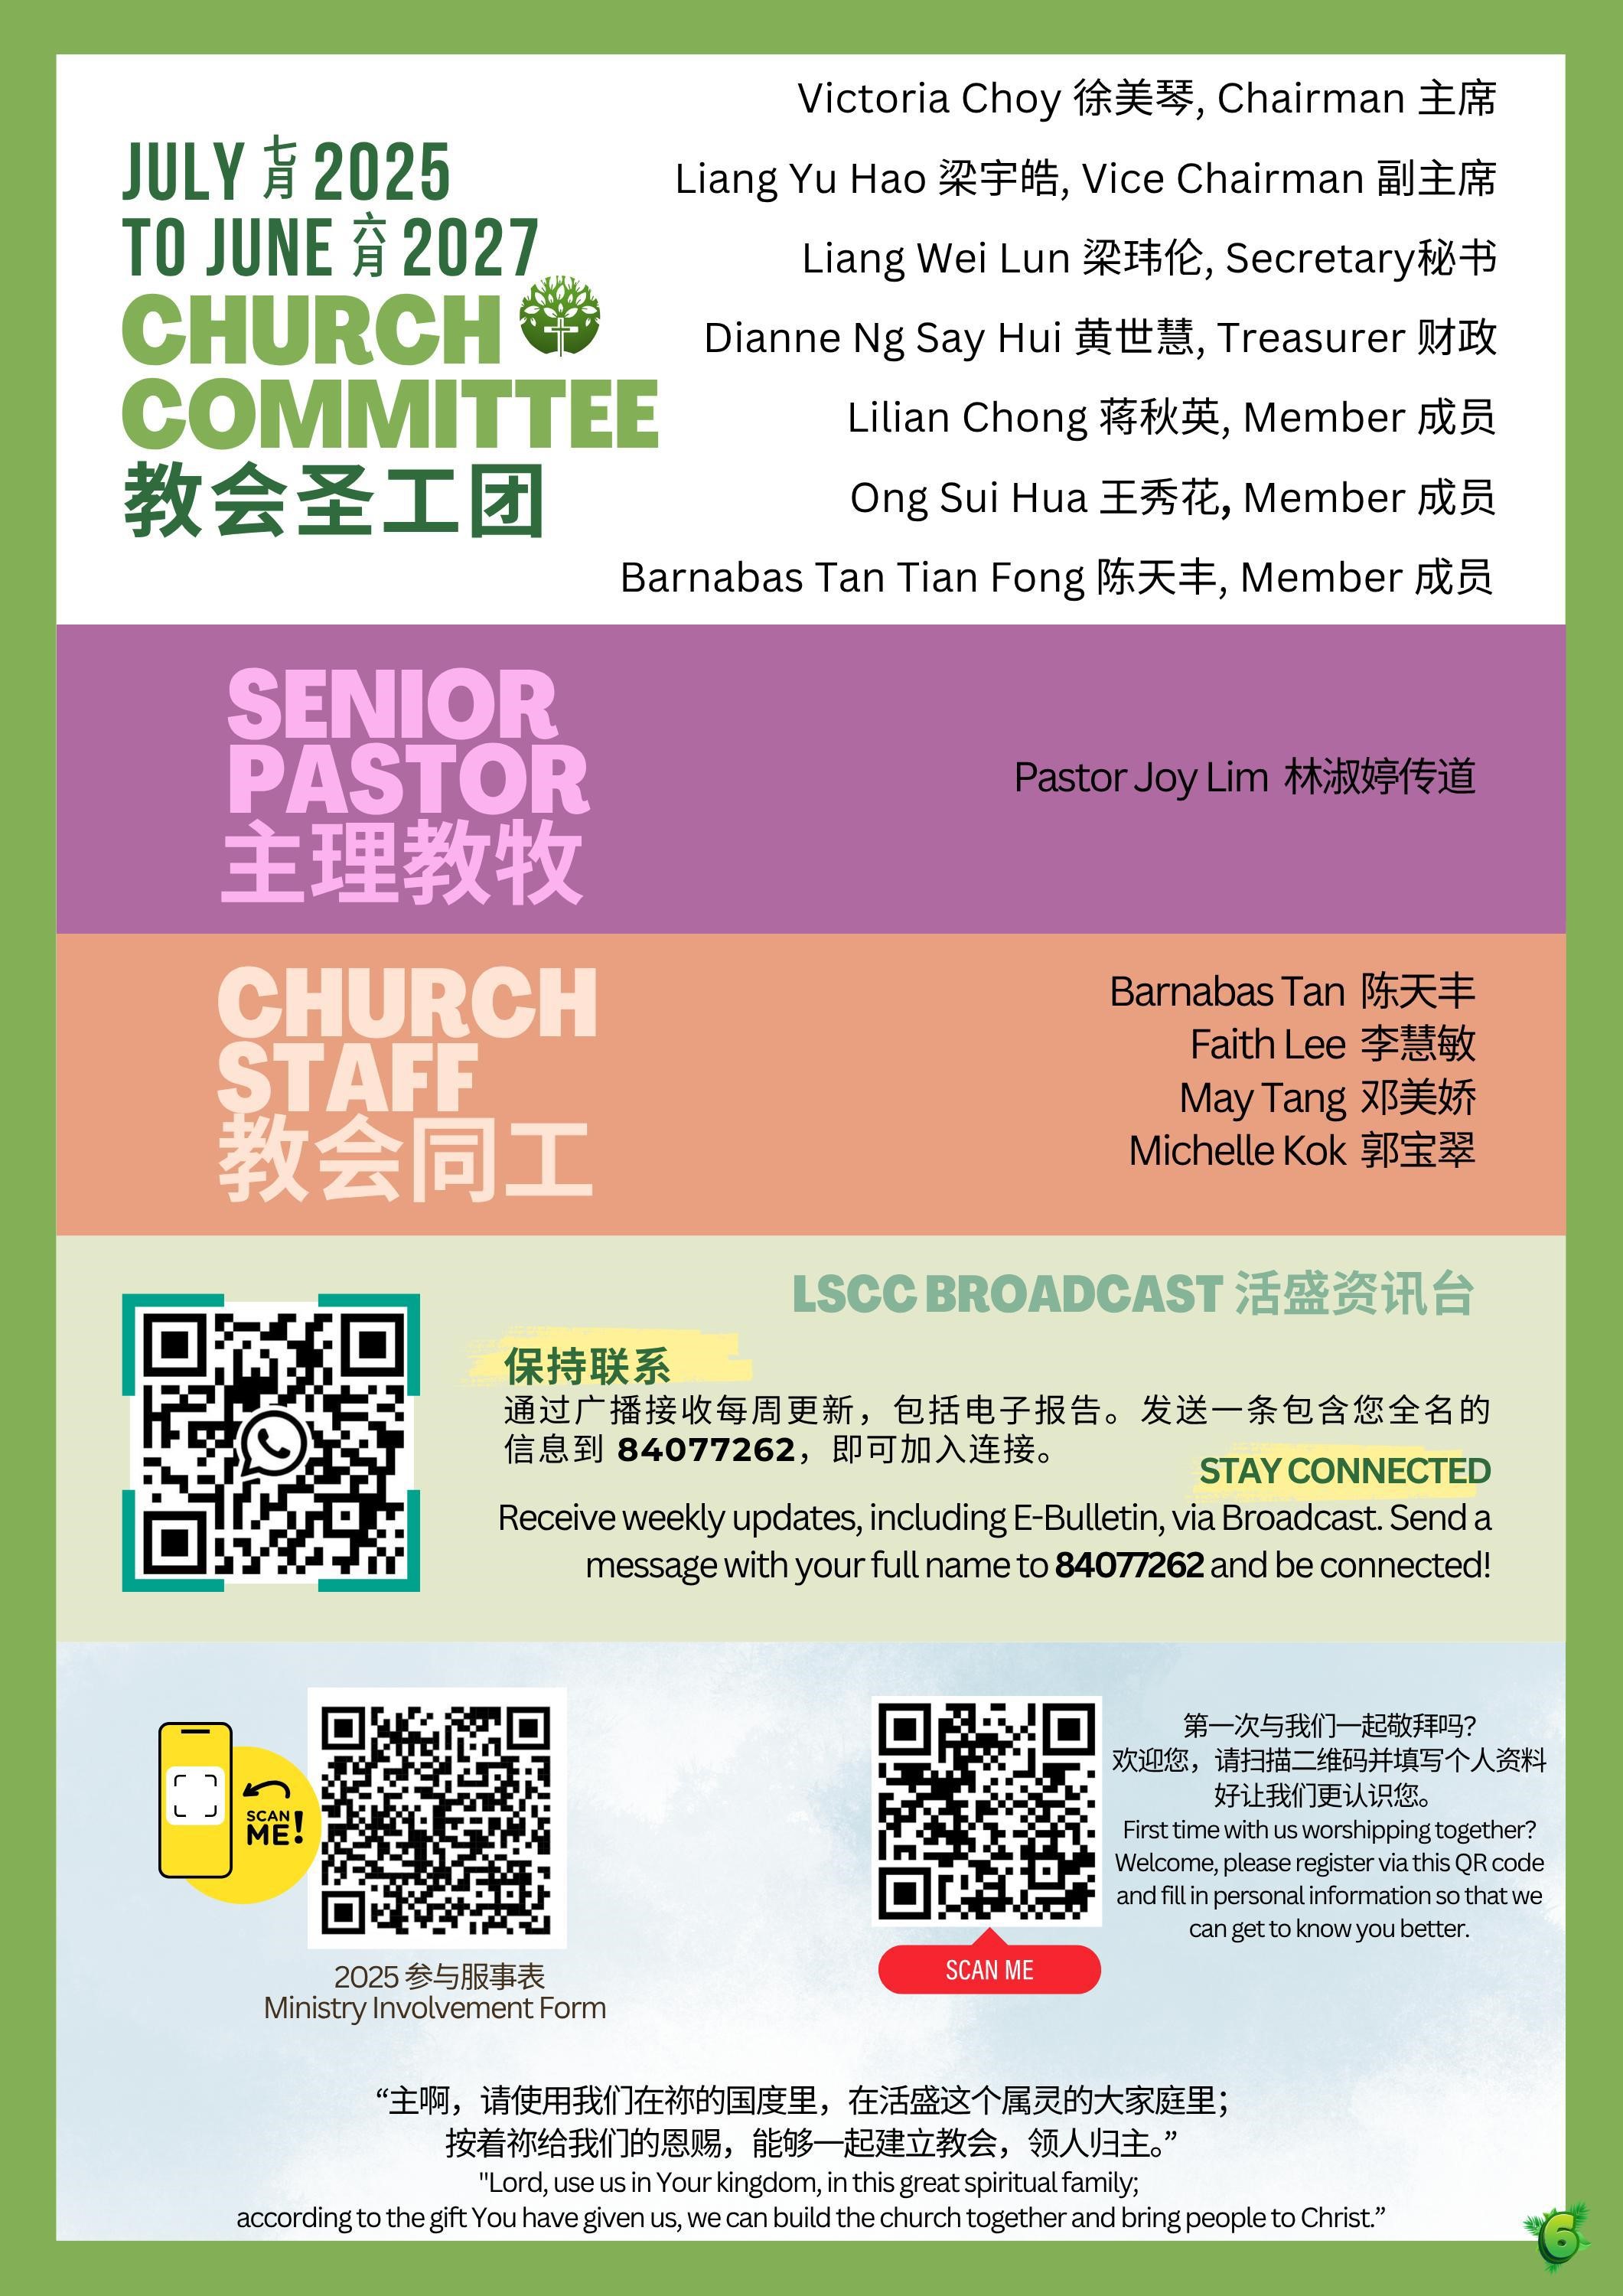 JULY 七月 2025
TO JUNE 六月 2027
CHURCH
COMMITTEE
教会圣工团
Victoria Choy 徐美琴, Chairman 主席
Liang Yu Hao 梁宇皓, Vice Chairman 副主席
Liang Wei Lun 梁玮伦, Secretary秘书
Dianne Ng Say Hui 黄世慧, Treasurer 财政
Lilian Chong 蒋秋英, Member 成员
Ong Sui Hua 王秀花, Member 成员
Barnabas Tan Tian Fong 陈天丰, Member 成员
SENIOR
PASTOR
主理教牧
Pastor Joy Lim 林淑婷传道
CHURCH
STAFF
教会同工
Barnabas Tan 陈天丰
Faith Lee 李慧敏
May Tang 邓美娇
Michelle Kok 郭宝翠
LSCC BROADCAST 活盛资讯台
保持联系
通过广播接收每周更新，包括电子报告。发送一条包含您全名的
信息到 84077262，即可加入连接。
STAY CONNECTED
Receive weekly updates, including E-Bulletin, via Broadcast. Send a
message with your full name to 84077262 and be connected!
SCAN
ME!
2025 参与服事表
Ministry Involvement Form
SCAN ME
第一次与我们一起敬拜吗?
欢迎您，请扫描二维码并填写个人资料
好让我们更认识您。
First time with us worshipping together?
Welcome, please register via this QR code
and fill in personal information so that we
can get to know you better.
“主啊，请使用我们在祢的国度里，在活盛这个属灵的大家庭里；
按着祢给我们的恩赐，能够一起建立教会，领人归主。”
"Lord, use us in Your kingdom, in this great spiritual family;
according to the gift You have given us, we can build the church together and bring people to Christ.”
6